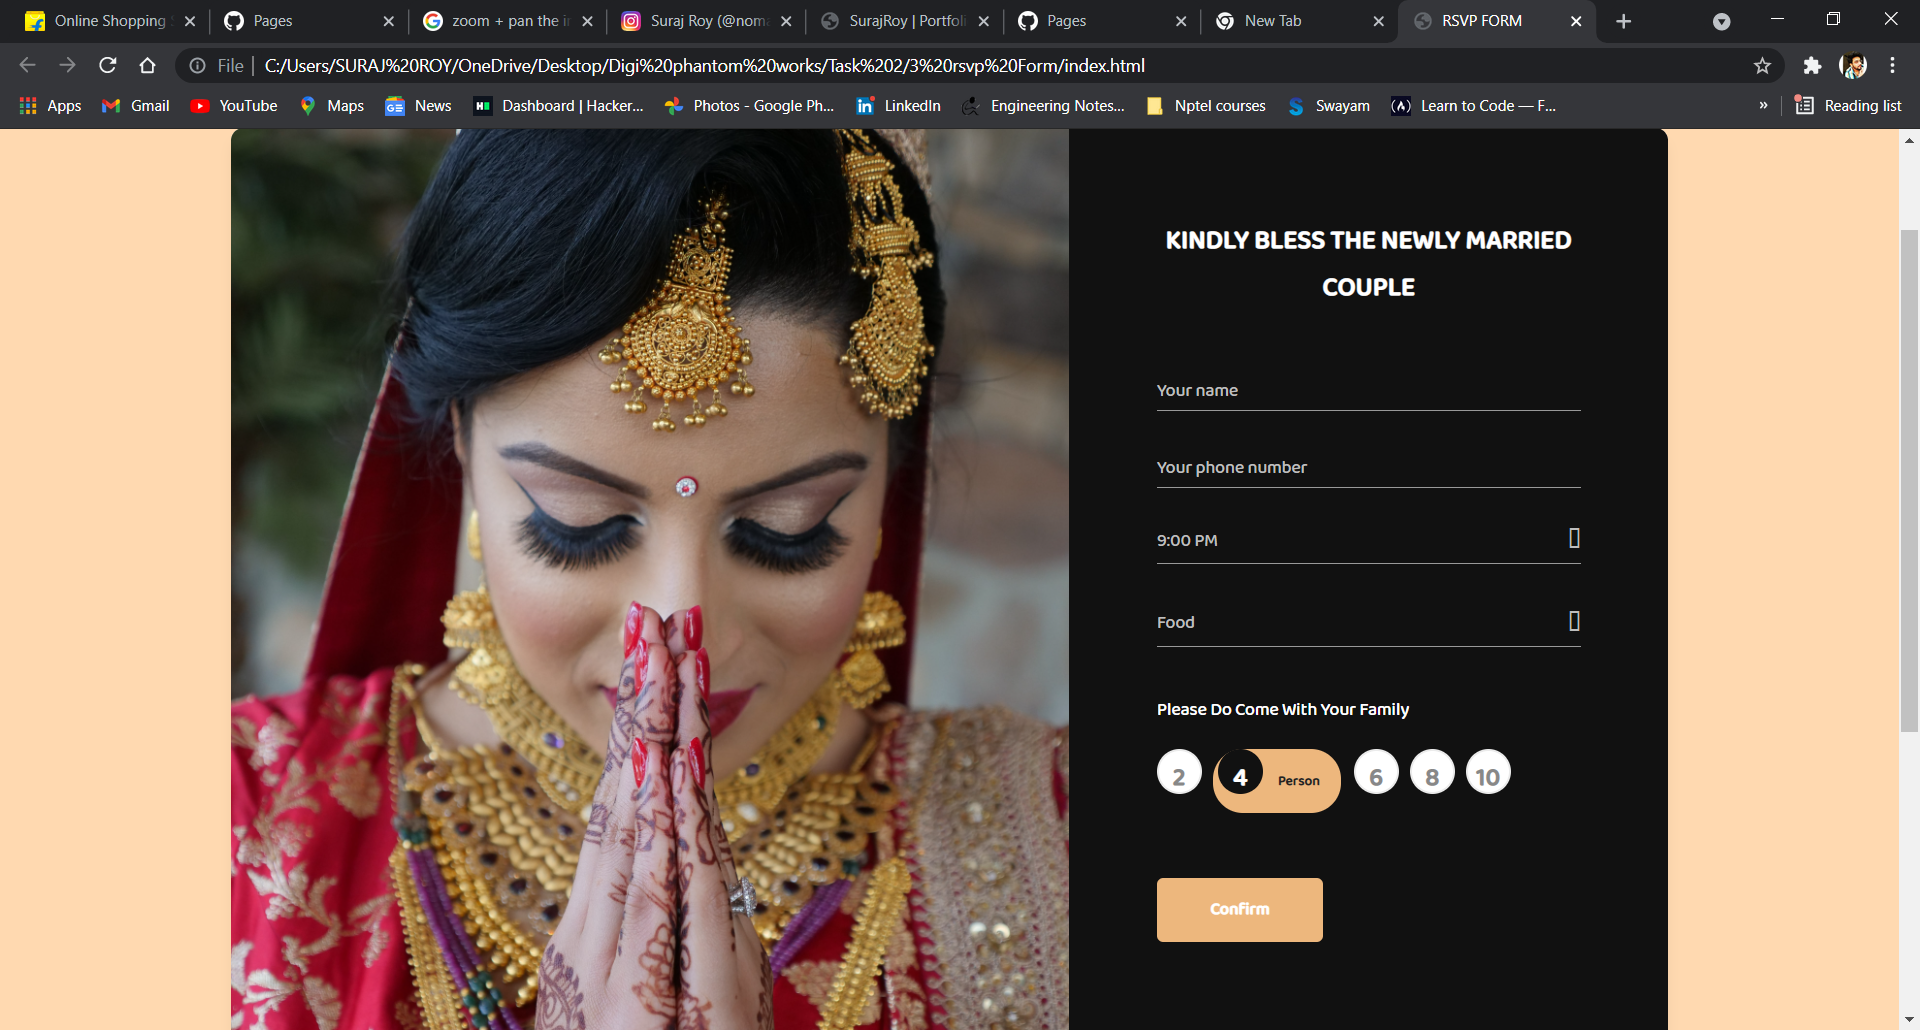 Online Shopping
Pages
zoom + pan the i
Suraj Roy (@nom
SurajRoy | Portfoli
Pages
New Tab
RSVP FORM
File
C:/Users/SURAJ%20ROY/OneDrive/Desktop/Digi%20phantom%20works/Task%202/3%20rsvp%20Form/index.html
Apps
Gmail
YouTube
Maps
News
Dashboard | Hacker...
Photos - Google Ph...
LinkedIn
Engineering Notes...
Nptel courses
Swayam
Learn to Code — F...
»
Reading list
KINDLY BLESS THE NEWLY MARRIED
COUPLE
Your name
Your phone number
9:00 PM
Food
Please Do Come With Your Family
2 4 Person 6 8 10
Confirm